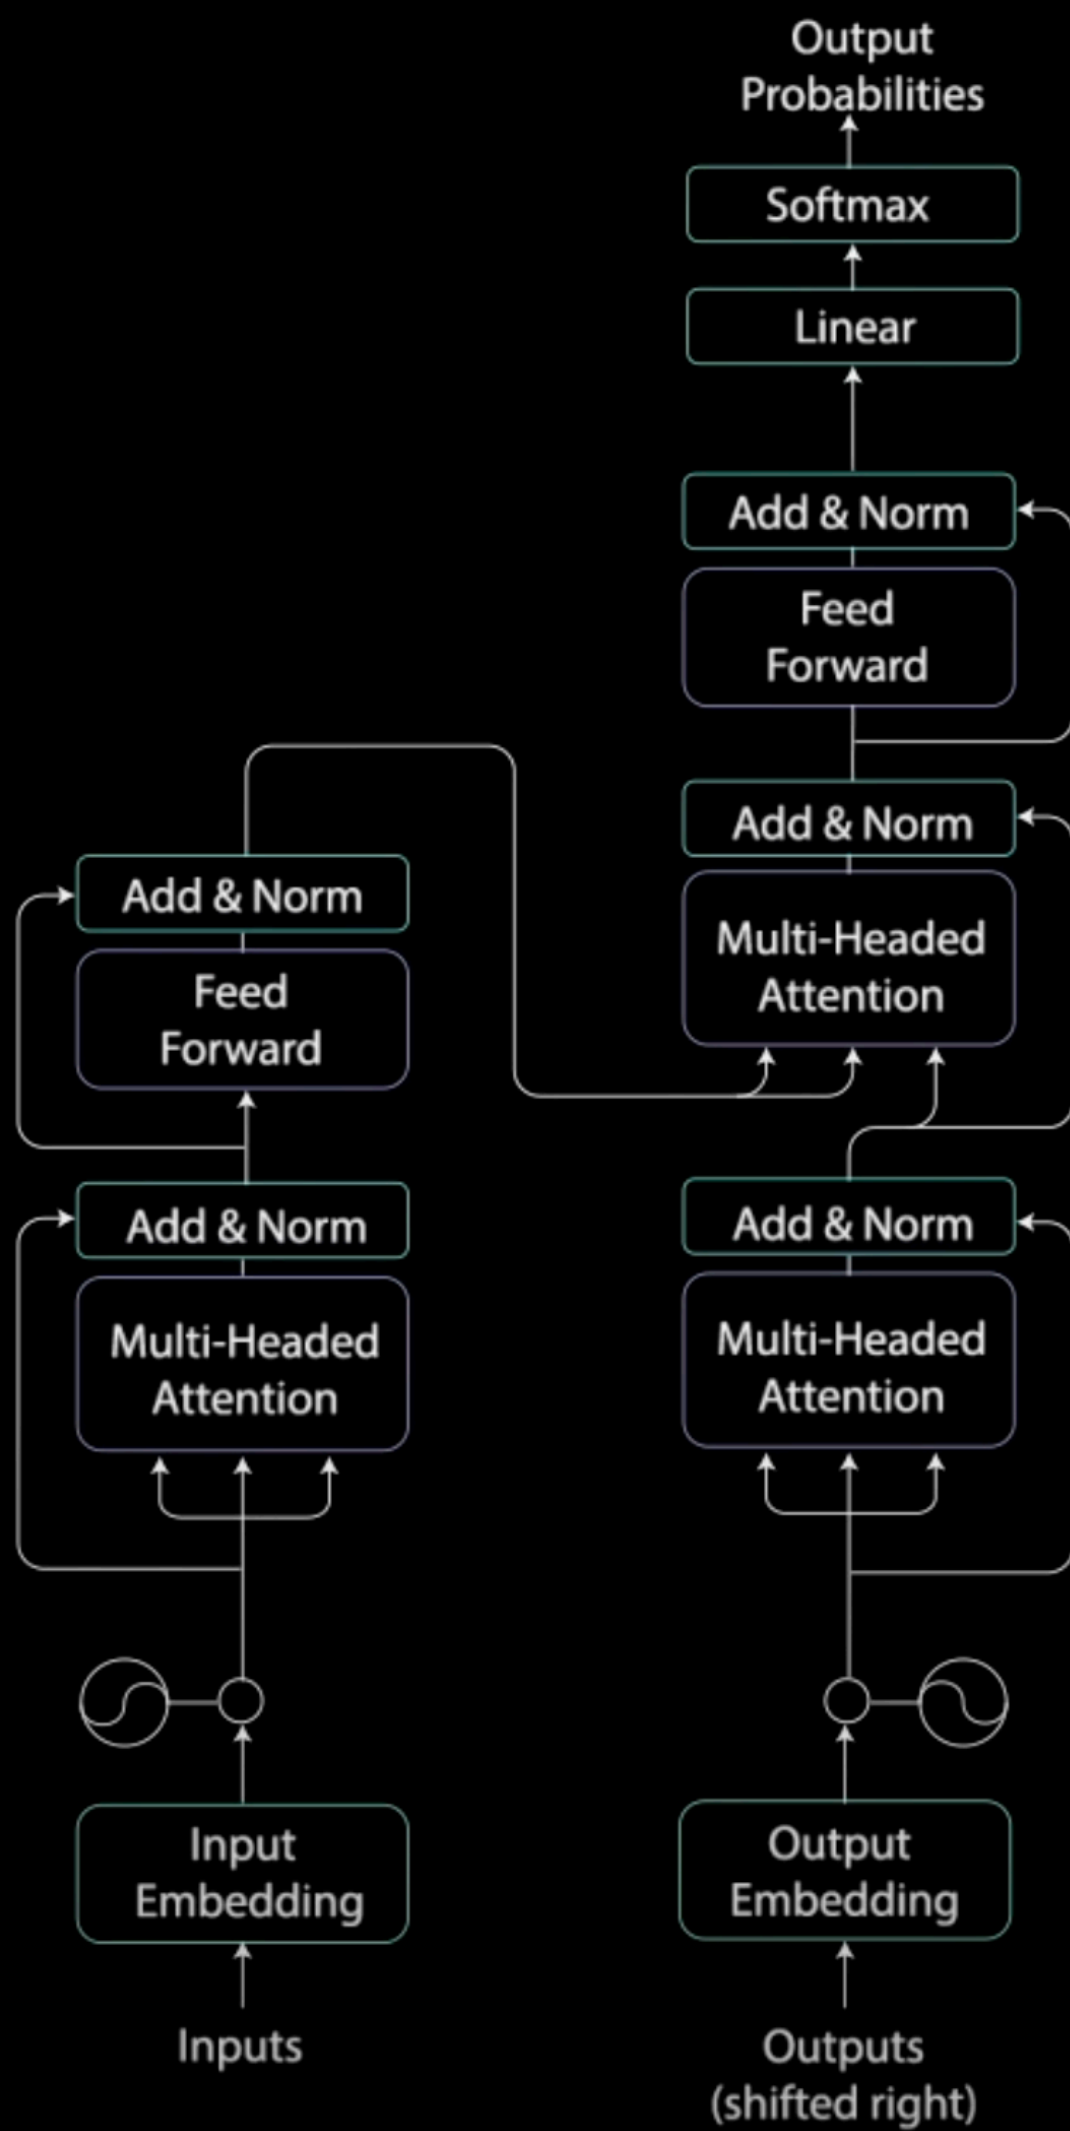 Output
Probabilities
Softmax
Linear
Add & Norm
Feed
Forward
Add & Norm
Multi-Headed
Attention
Add & Norm
Multi-Headed
Attention
Output
Embedding
Outputs
(shifted right)
Add & Norm
Feed
Forward
Add & Norm
Multi-Headed
Attention
Input
Embedding
Inputs